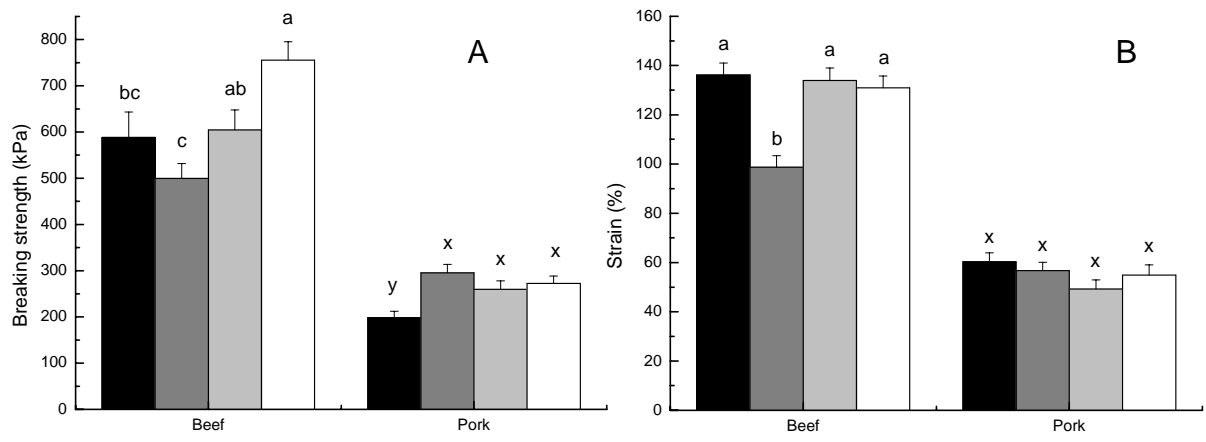 A
Breaking strength (kPa)
800
700
600
500
400
300
200
100
0
bc
c
ab
a
y
x
x
x
Beef
Pork
B
Strain (%)
160
140
120
100
80
60
40
20
0
a
b
a
a
x
x
x
x
Beef
Pork